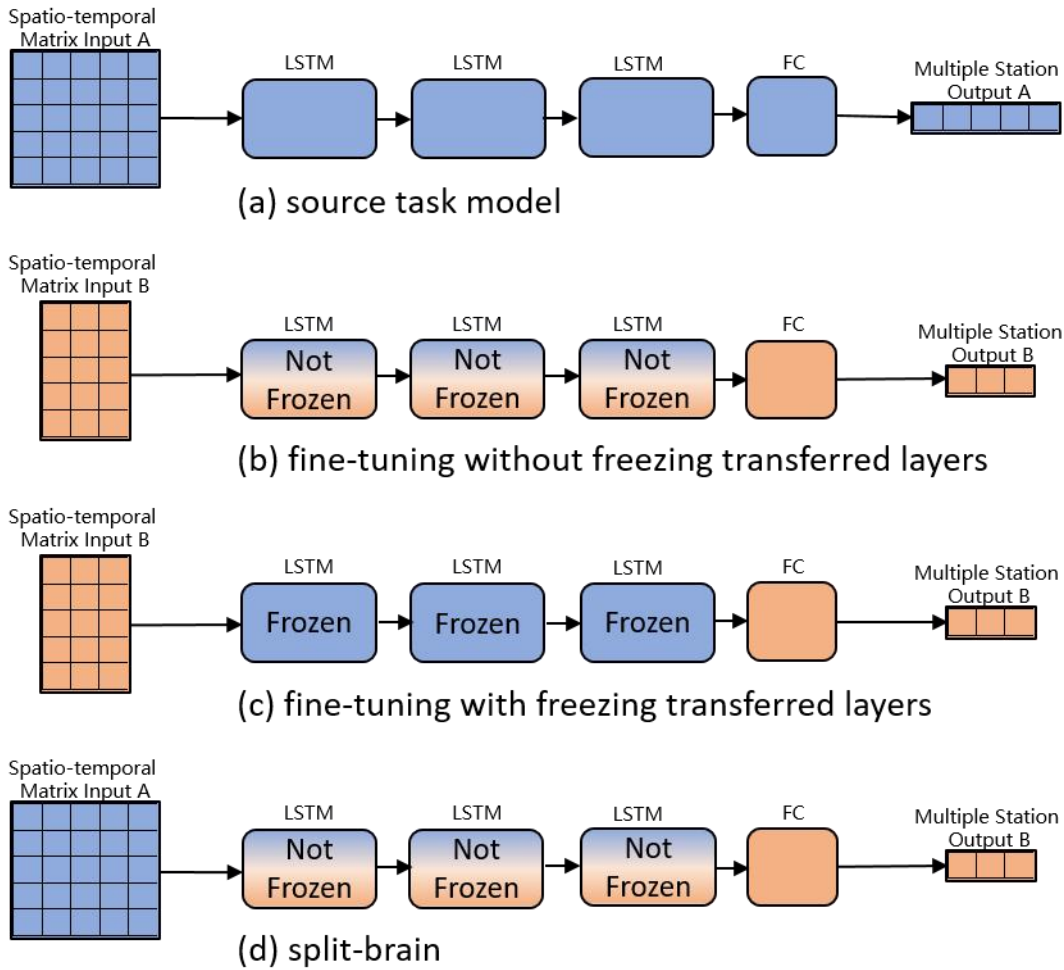 Spatio-temporal
Matrix Input A
LSTM
LSTM
LSTM
FC
Multiple Station
Output A
(a) source task model
Spatio-temporal
Matrix Input B
LSTM
LSTM
LSTM
FC
Multiple Station
Output B
Not
Frozen
Not
Frozen
Not
Frozen
(b) fine-tuning without freezing transferred layers
Spatio-temporal
Matrix Input B
LSTM
LSTM
LSTM
FC
Multiple Station
Output B
Frozen
Frozen
Frozen
(c) fine-tuning with freezing transferred layers
Spatio-temporal
Matrix Input A
LSTM
LSTM
LSTM
FC
Multiple Station
Output B
Not
Frozen
Not
Frozen
Not
Frozen
(d) split-brain